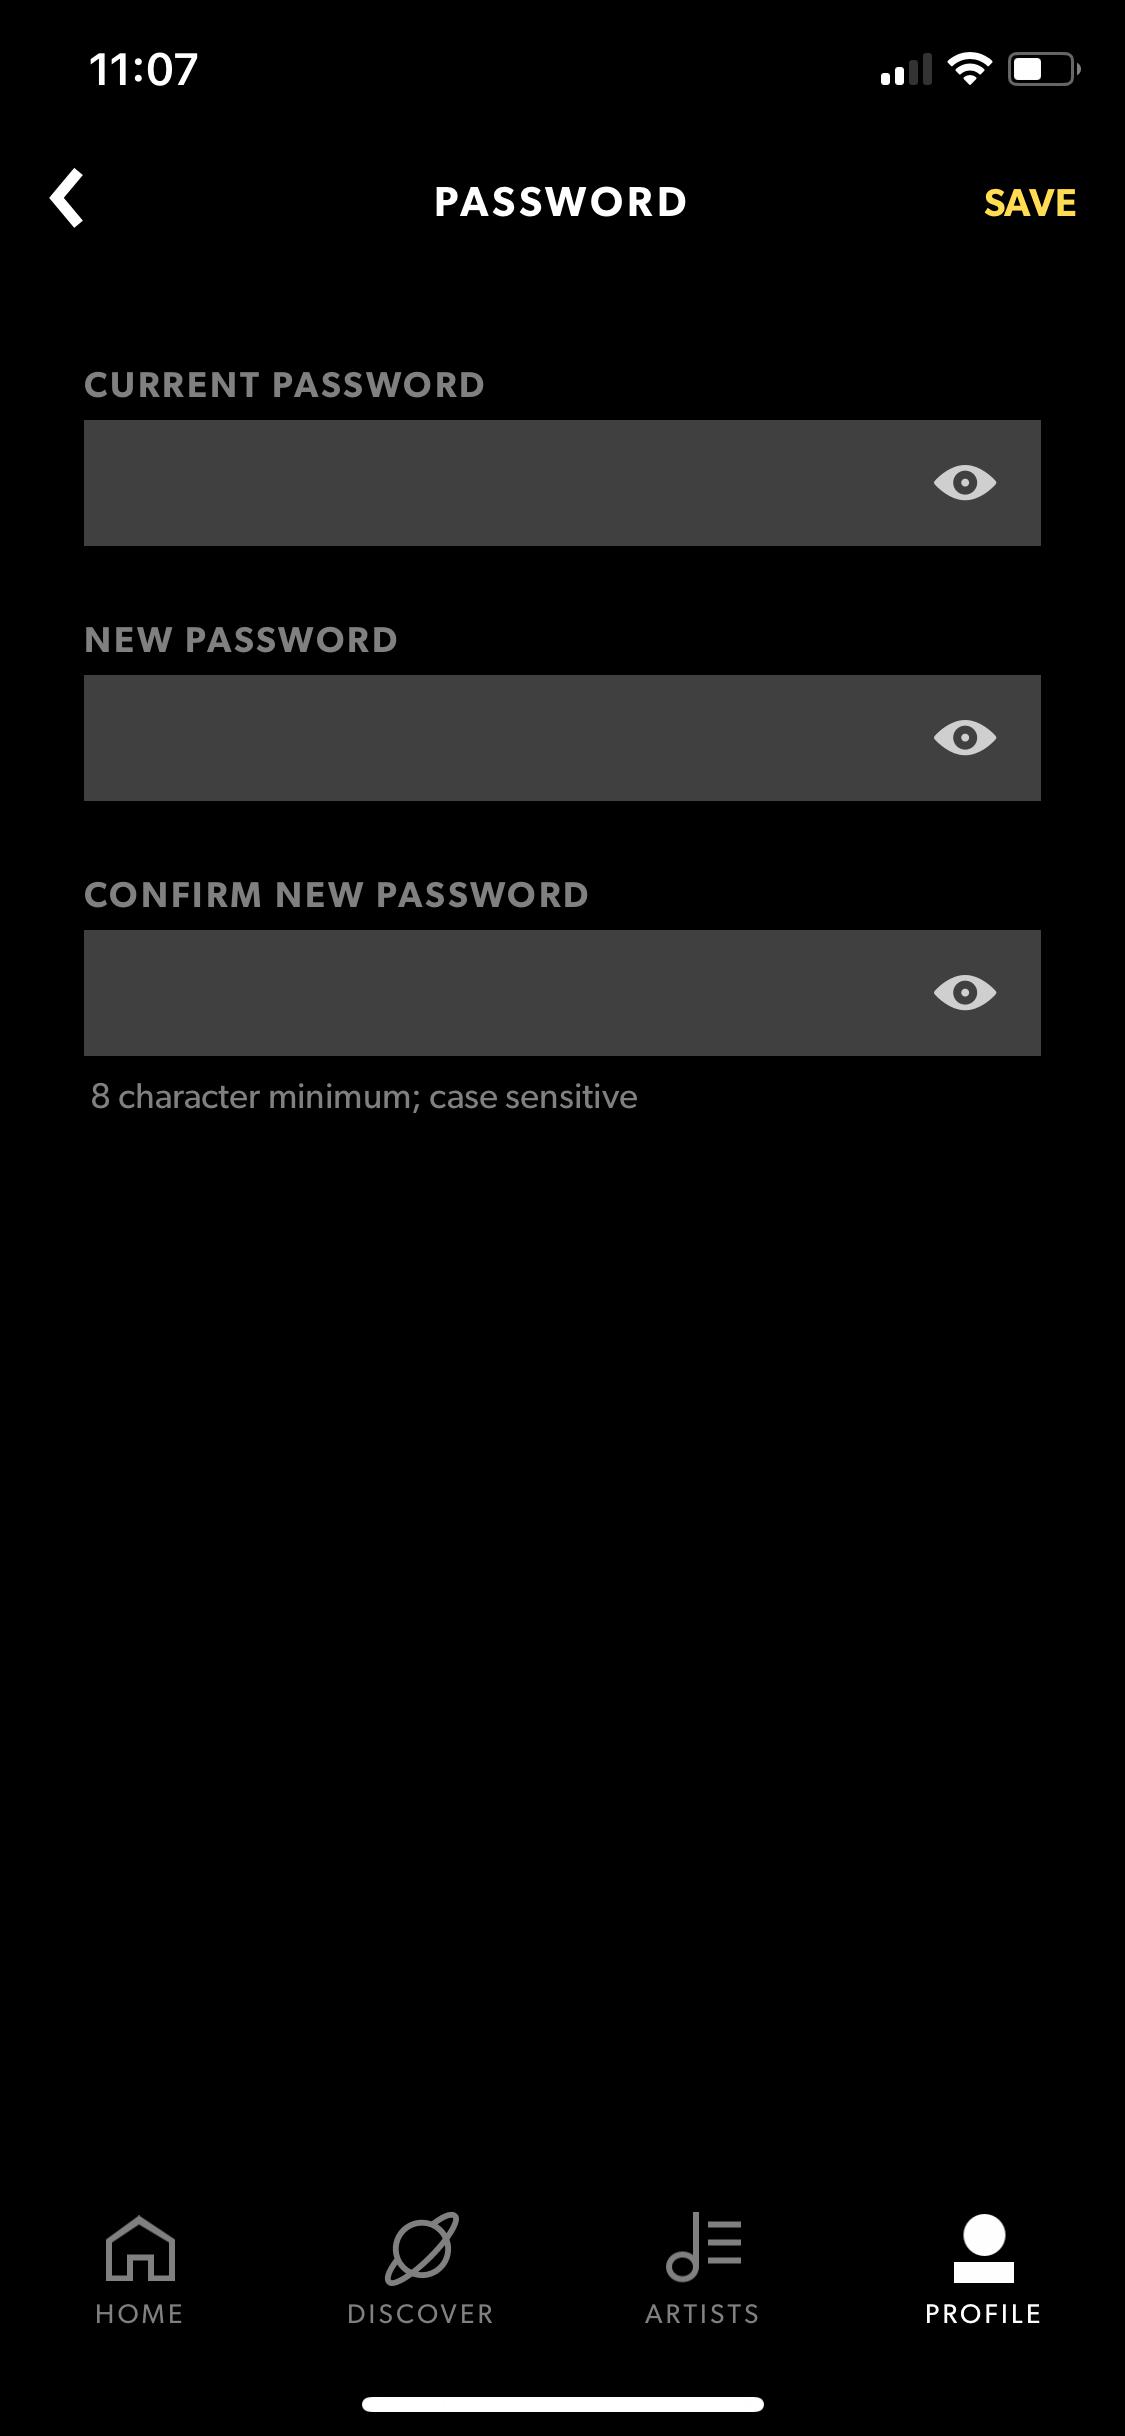 11:07
PASSWORD
SAVE
CURRENT PASSWORD
NEW PASSWORD
CONFIRM NEW PASSWORD
8 character minimum; case sensitive
HOME
DISCOVER
ARTISTS
PROFILE